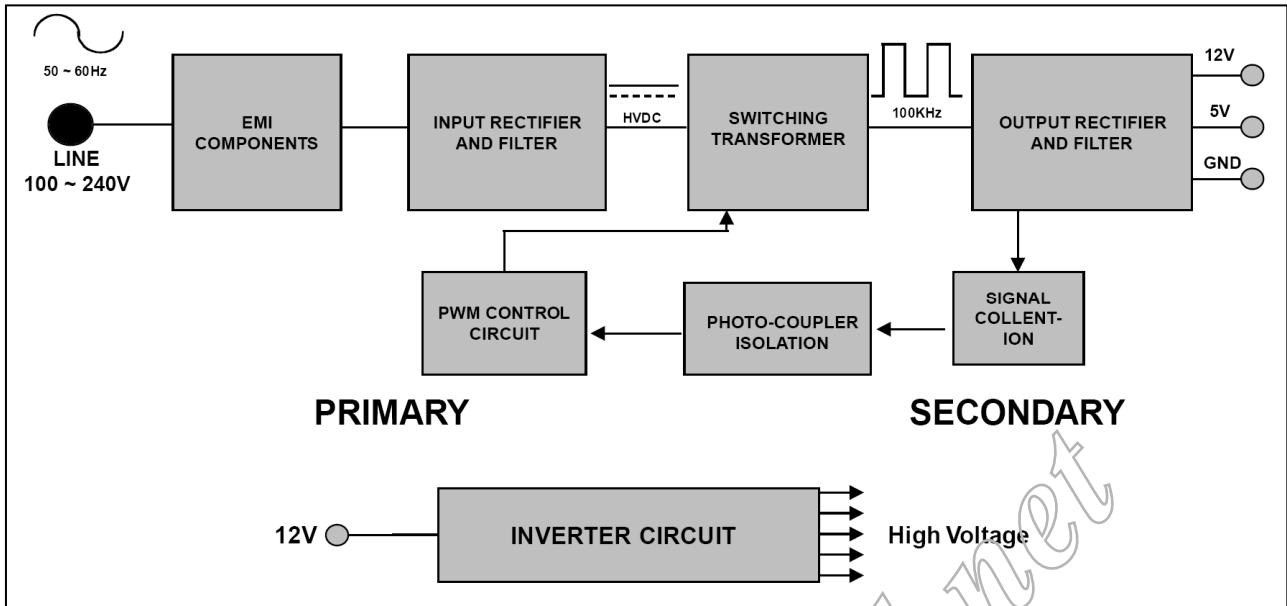 50 ~ 60Hz
LINE
100 ~ 240V
EMI
COMPONENTS
INPUT RECTIFIER
AND FILTER
HVDC
SWITCHING
TRANSFORMER
100KHz
OUTPUT RECTIFIER
AND FILTER
12V
5V
GND
PWM CONTROL
CIRCUIT
PHOTO-COUPLER
ISOLATION
SIGNAL
COLLENT-
ION
PRIMARY
SECONDARY
12V
INVERTER CIRCUIT
High Voltage
net